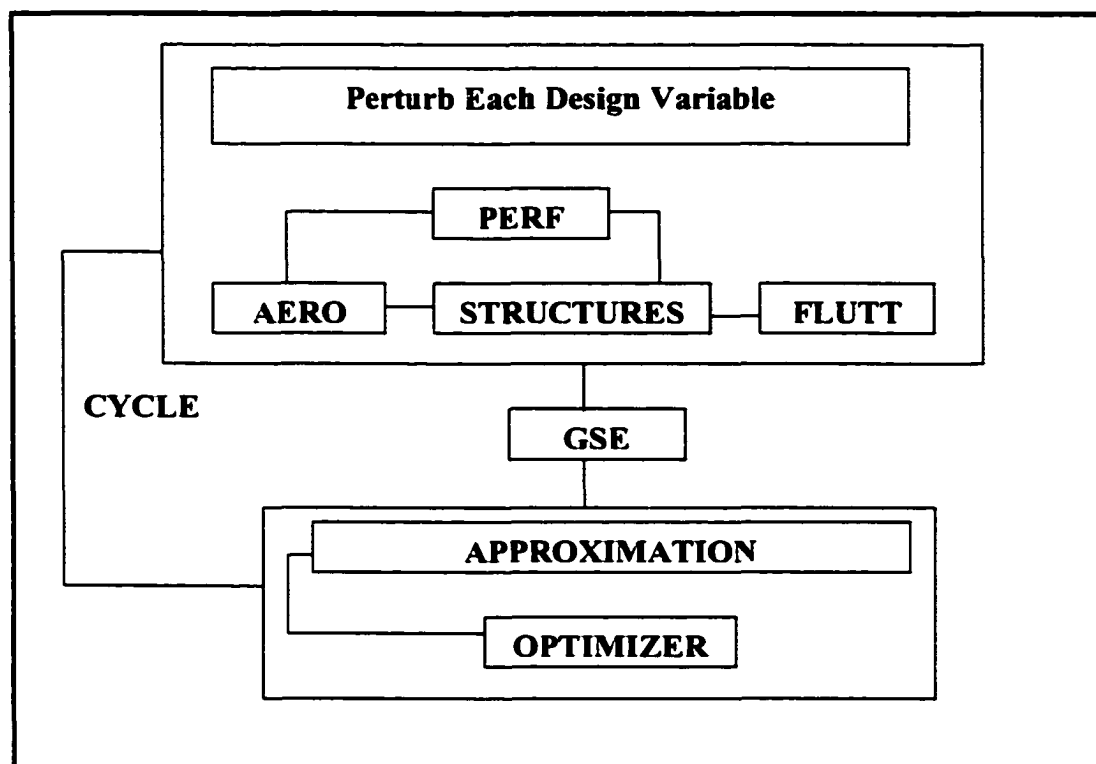 Perturb Each Design Variable
PERF
AERO
STRUCTURES
FLUTT
CYCLE
GSE
APPROXIMATION
OPTIMIZER